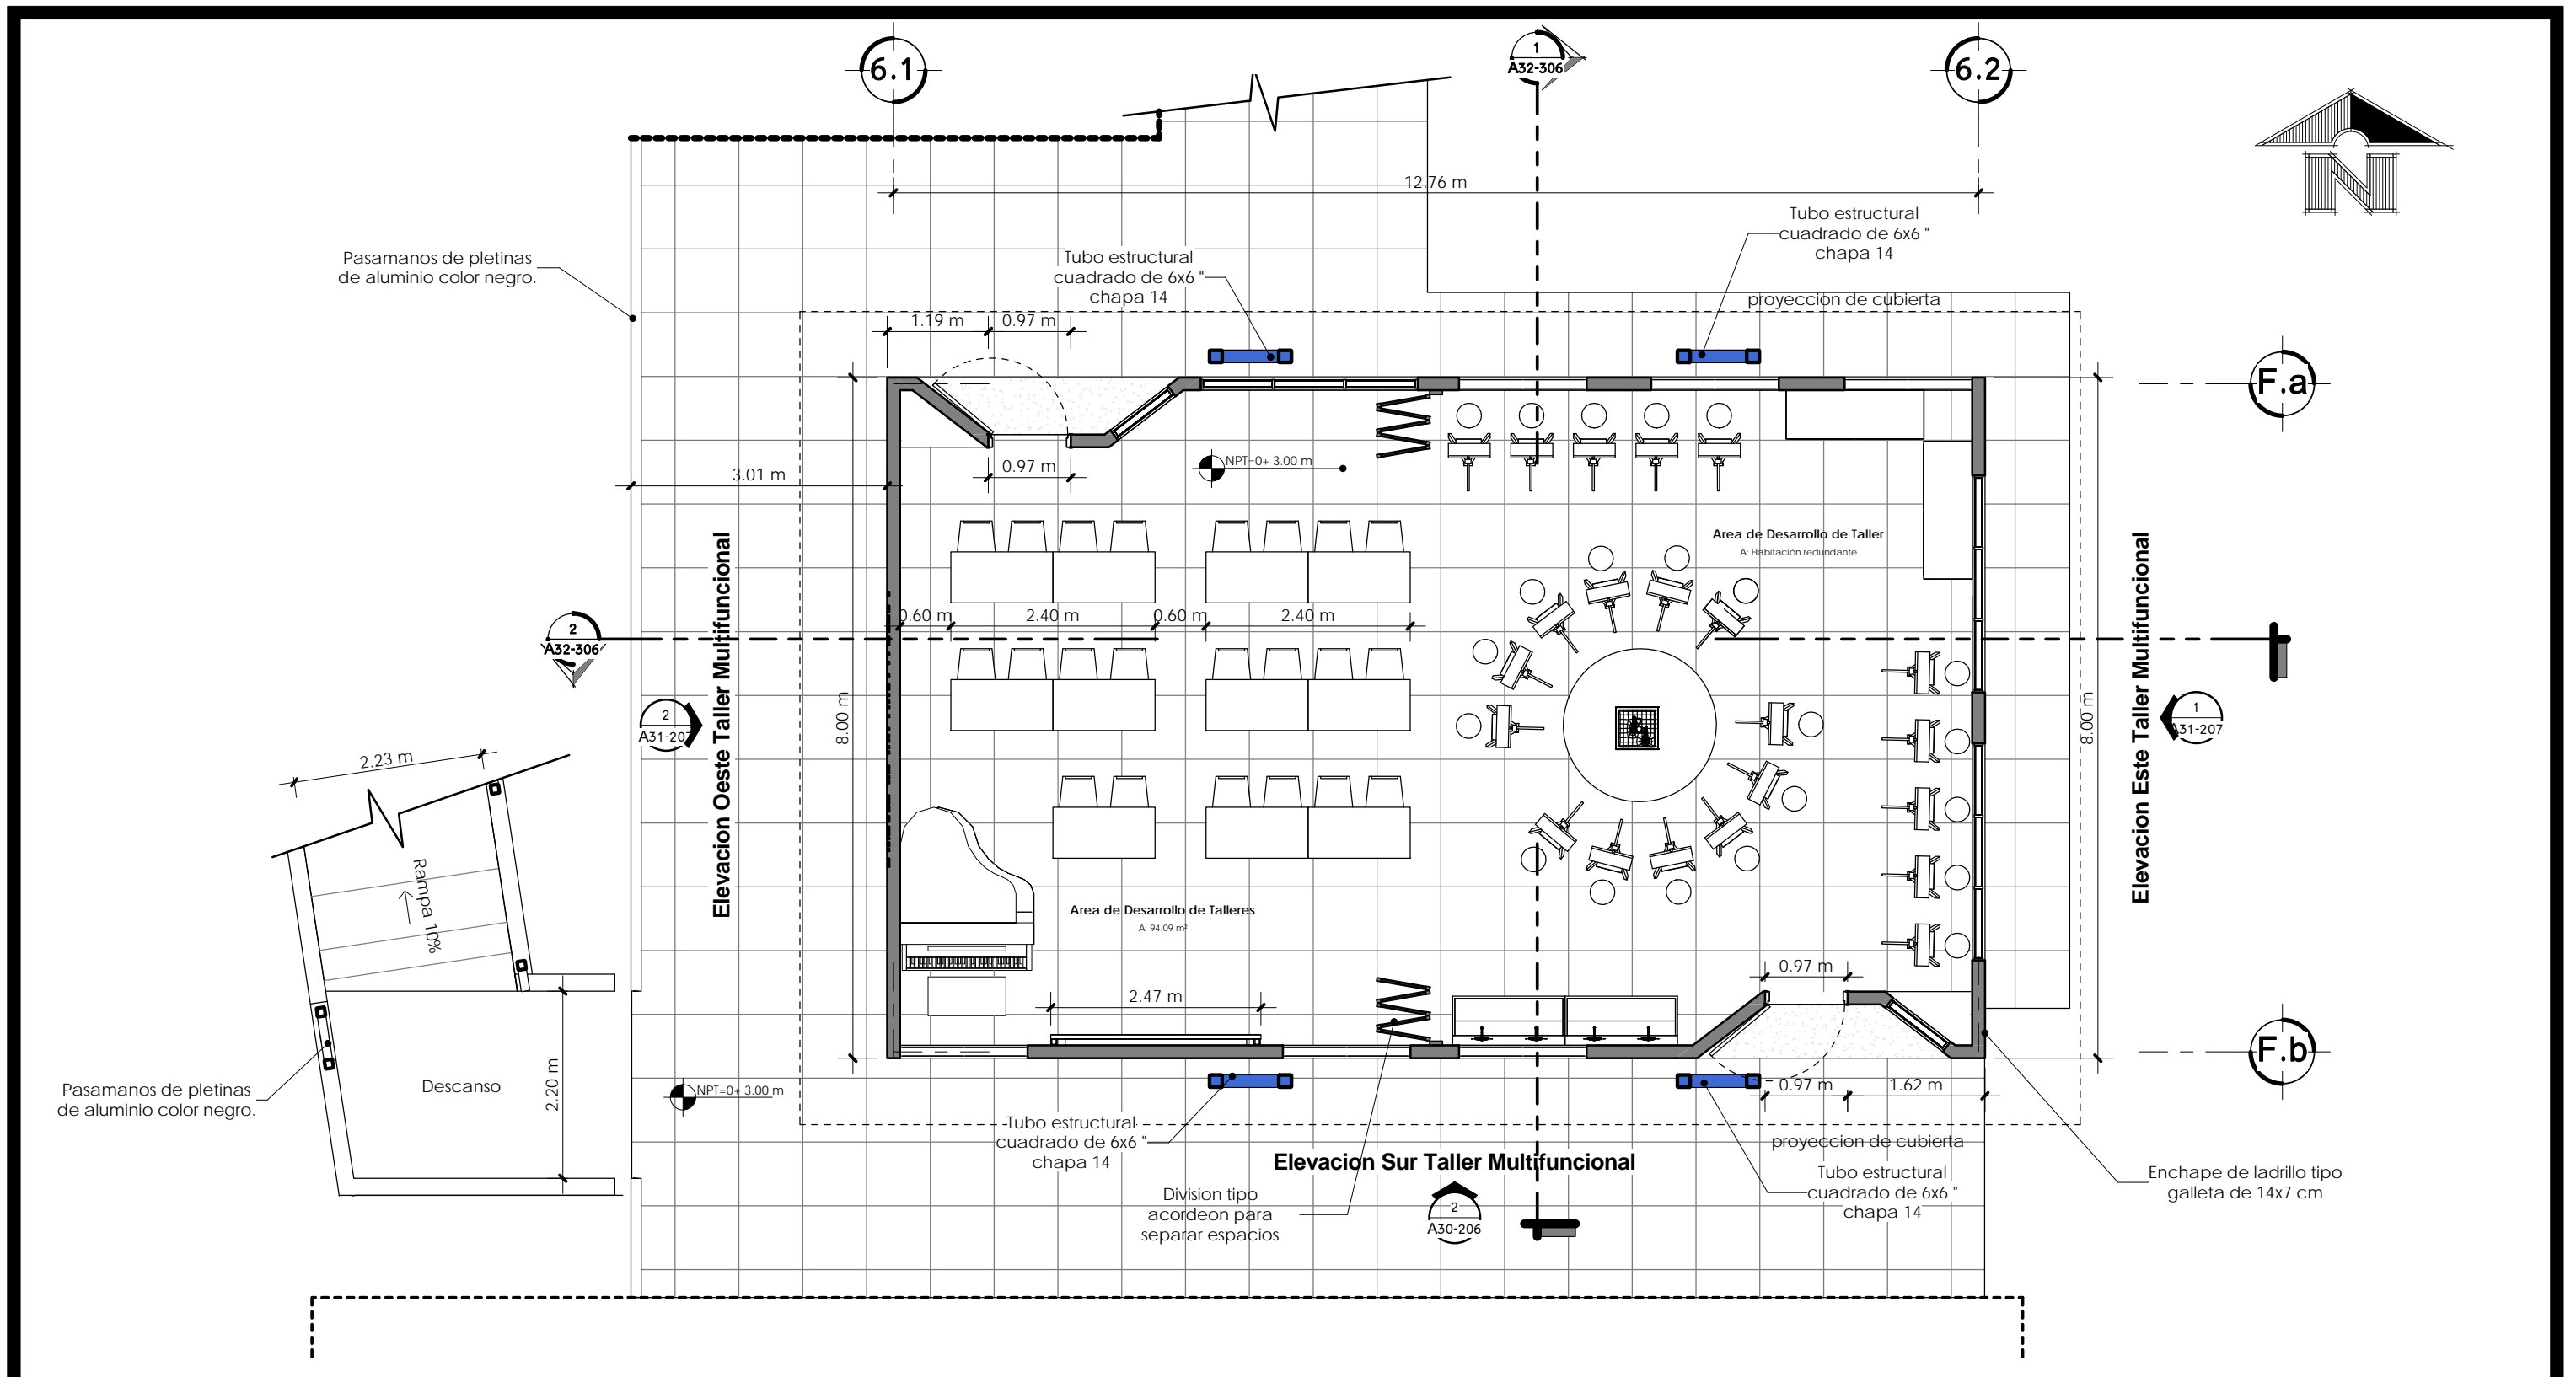 6.1
1
A32-306
6.2
N
12.76 m
Tubo estructural
cuadrado de 6x6 "
chapa 14
Pasamanos de pletinas
de aluminio color negro.
Tubo estructural
cuadrado de 6x6 "
chapa 14
proyeccion de cubierta
1.19 m
0.97 m
F.a
0.97 m
NPT=0+ 3.00 m
3.01 m
Area de Desarrollo de Taller
A: Habitación redundante
0.60 m
2.40 m
0.60 m
2.40 m
2
A32-306
Elevacion Oeste Taller Multifuncional
Elevacion Este Taller Multifuncional
8.00 m
8.00 m
2
A31-207
1
A31-207
2.23 m
Rampa 10%
Area de Desarrollo de Talleres
A: 94.09 m²
0.97 m
2.47 m
F.b
Descanso
2.20 m
Pasamanos de pletinas
de aluminio color negro.
NPT=0+ 3.00 m
0.97 m
1.62 m
Tubo estructural
cuadrado de 6x6 "
chapa 14
proyeccion de cubierta
Elevacion Sur Taller Multifuncional
Tubo estructural
cuadrado de 6x6 "
chapa 14
Enchape de ladrillo tipo
galleta de 14x7 cm
Division tipo
acordeon para
separar espacios
2
A30-206